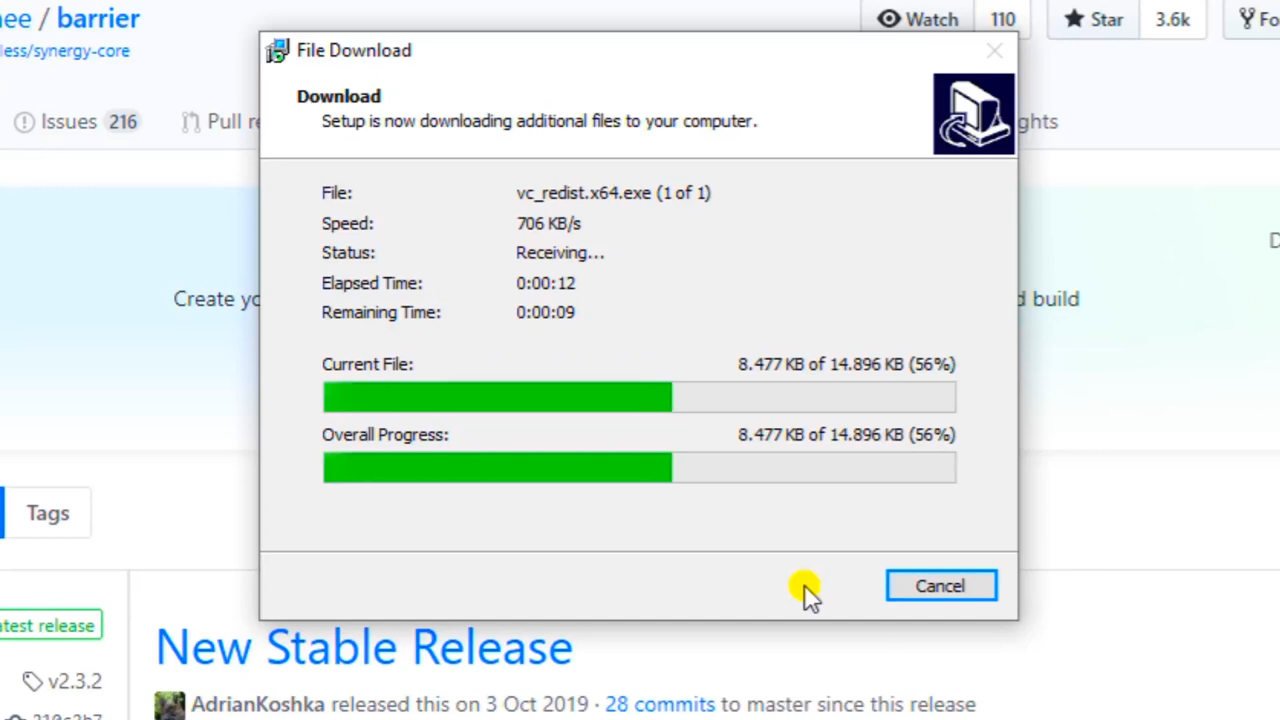 nee / barrier
Watch 110 Star 3.6k Fo
less/synergy-core
File Download
Issues 216 Pull re
ghts
Download
Setup is now downloading additional files to your computer.
File: vc_redist.x64.exe (1 of 1)
Speed: 706 KB/s
Status: Receiving...
Elapsed Time: 0:00:12
Remaining Time: 0:00:09
Create yo
d build
D
Current File: 8.477 KB of 14.896 KB (56%)
Overall Progress: 8.477 KB of 14.896 KB (56%)
Tags
Cancel
atest release
New Stable Release
v2.3.2
AdrianKoshka released this on 3 Oct 2019 · 28 commits to master since this release